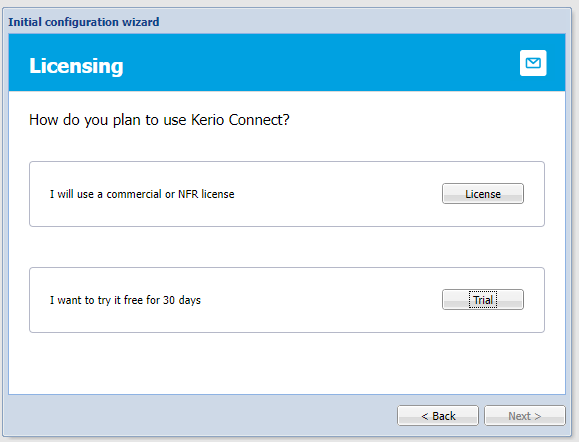 Initial configuration wizard
Licensing
How do you plan to use Kerio Connect?
I will use a commercial or NFR license
License
I want to try it free for 30 days
Trial
< Back
Next >